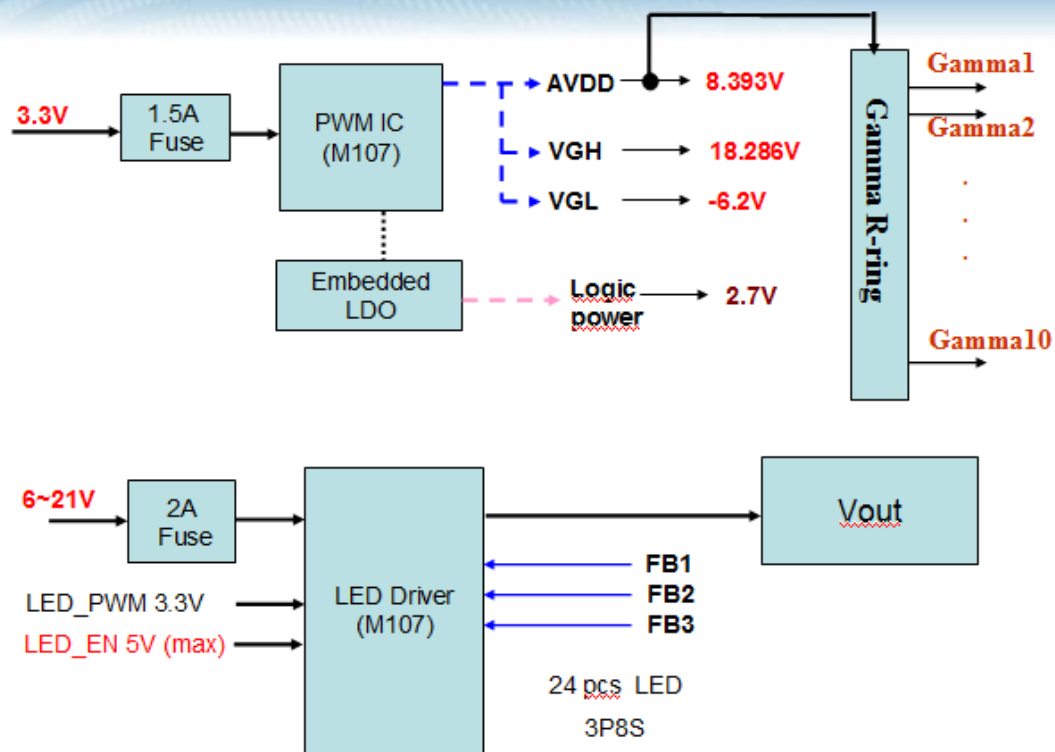 3.3V
1.5A
Fuse
PWM IC
(M107)
AVDD
8.393V
VGH
18.286V
VGL
-6.2V
Embedded
LDO
Logic
power
2.7V
Gamma R-ring
Gamma1
Gamma2
.
.
.
Gamma10
6~21V
2A
Fuse
LED_PWM 3.3V
LED_EN 5V (max)
LED Driver
(M107)
Vout
FB1
FB2
FB3
24 pcs LED
3P8S